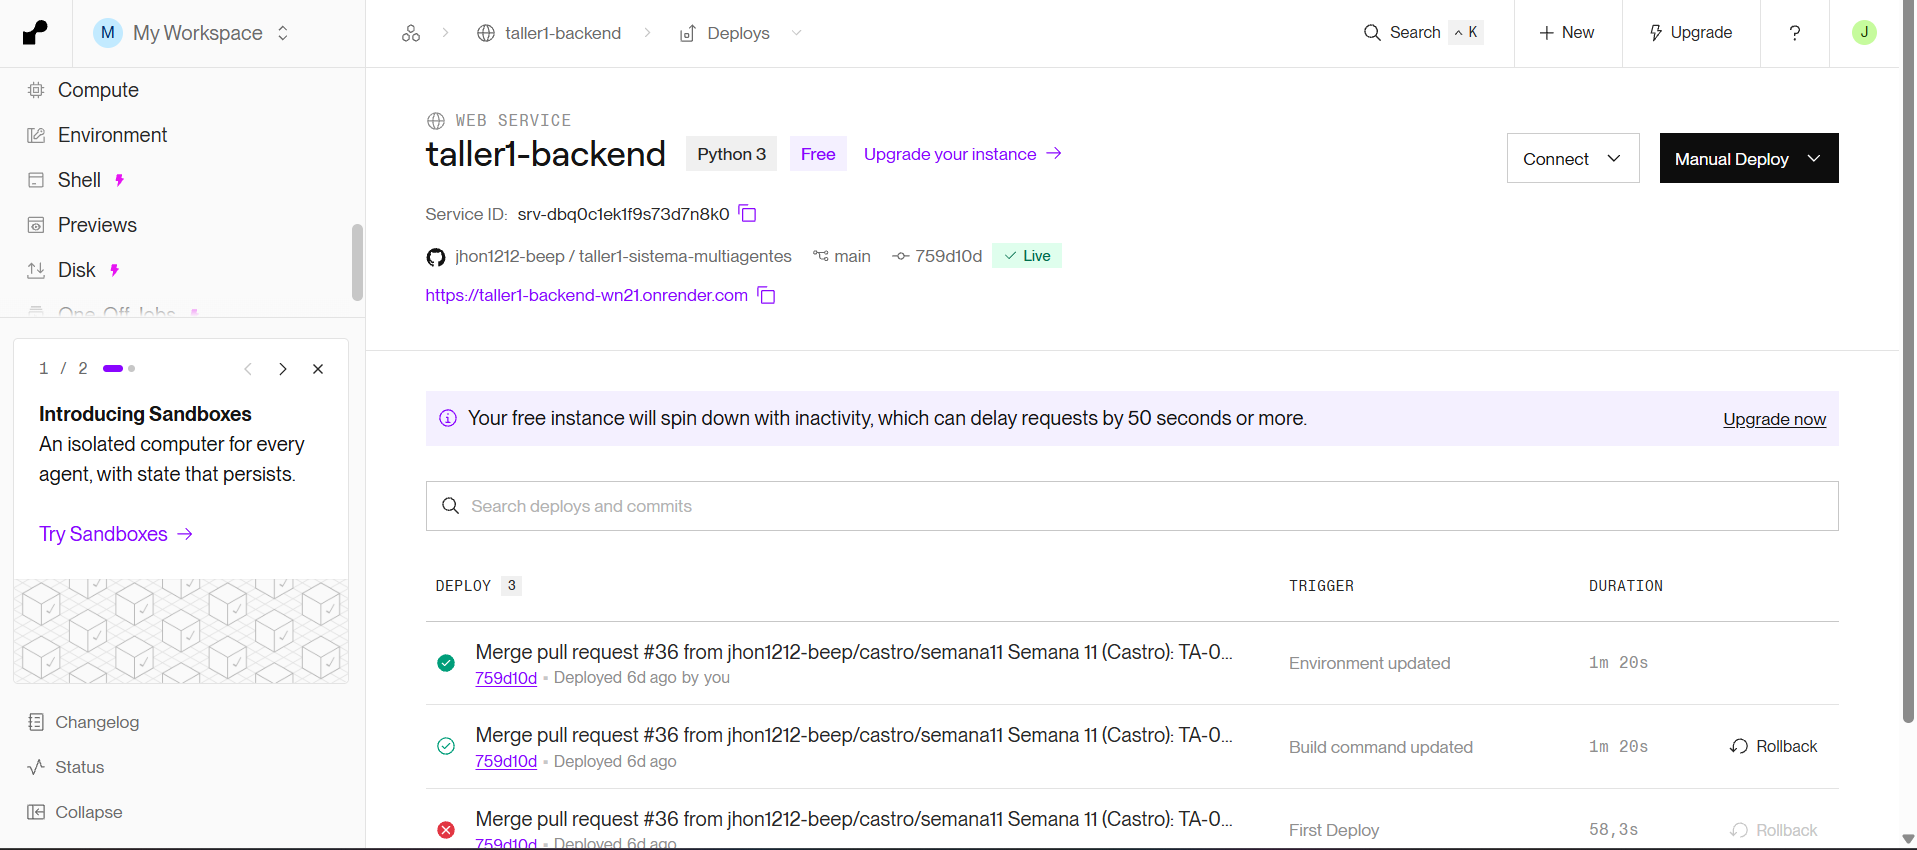 M My Workspace
taller1-backend
Deploys
Search
K
New
Upgrade
?
J
Compute
Environment
Shell
Previews
Disk
One-Off Jobs
1 / 2
Introducing Sandboxes
An isolated computer for every
agent, with state that persists.
Try Sandboxes
Changelog
Status
Collapse
WEB SERVICE
taller1-backend Python 3 Free Upgrade your instance
Connect
Manual Deploy
Service ID: srv-dbq0c1ek1f9s73d7n8k0
jhon1212-beep / taller1-sistema-multiagentes main 759d10d Live
https://taller1-backend-wn21.onrender.com
Your free instance will spin down with inactivity, which can delay requests by 50 seconds or more.
Upgrade now
Search deploys and commits
DEPLOY 3 TRIGGER DURATION
Merge pull request #36 from jhon1212-beep/castro/semana11 Semana 11 (Castro): TA-0...
759d10d Deployed 6d ago by you
Environment updated
1m 20s
Merge pull request #36 from jhon1212-beep/castro/semana11 Semana 11 (Castro): TA-0...
759d10d Deployed 6d ago
Build command updated
1m 20s
Rollback
Merge pull request #36 from jhon1212-beep/castro/semana11 Semana 11 (Castro): TA-0...
759d10d Deployed 6d ago
First Deploy
58,3s
Rollback